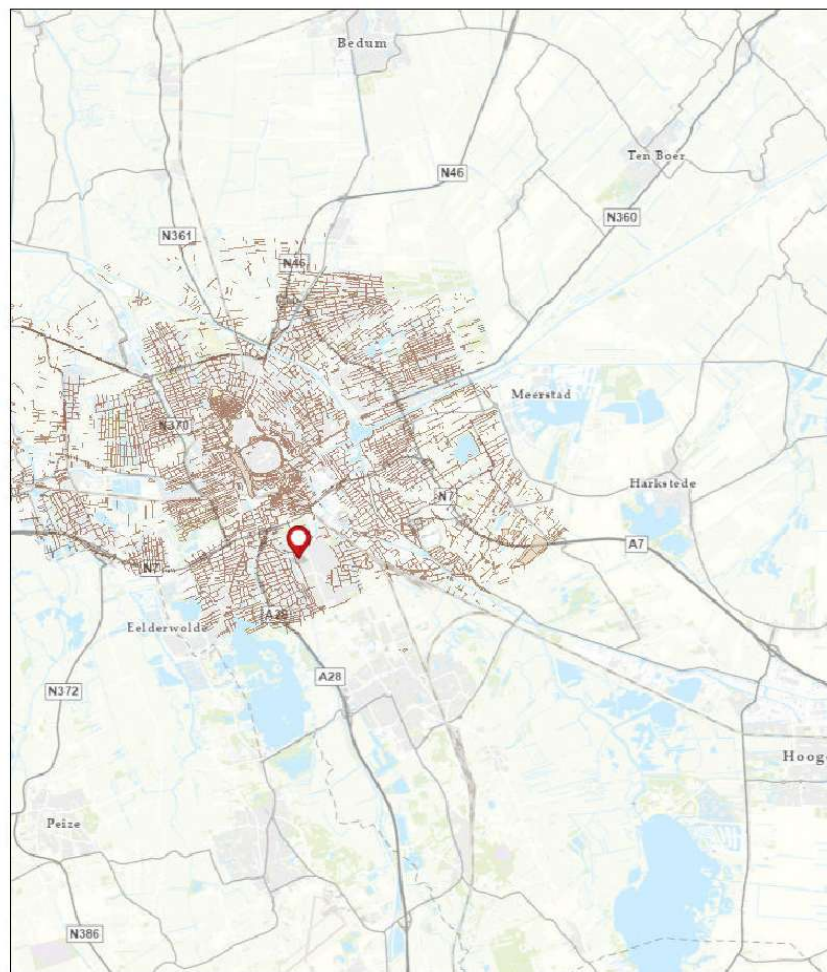 Bedum
Ten Boer
N46
N360
N361
N46
Meerstad
N370
Harkstede
N7
A7
N7
A28
Eelderwolde
A28
N372
Hoog
Peize
N386